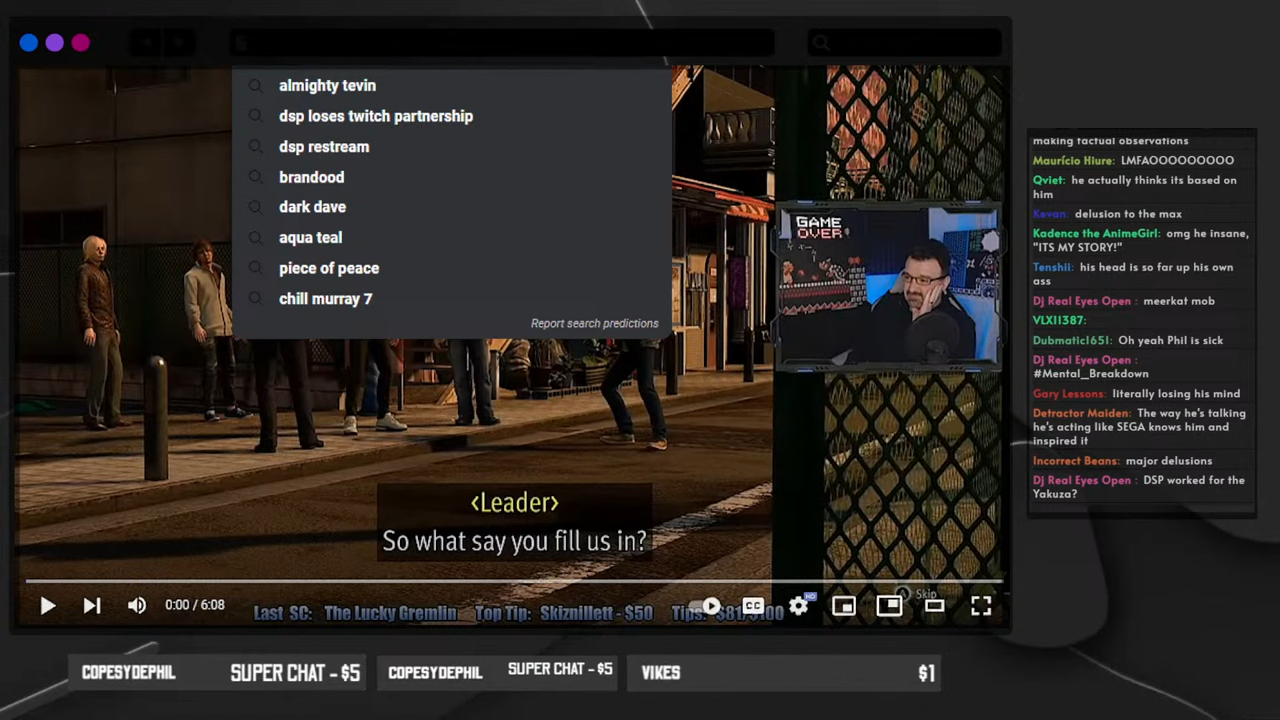 almighty tevin
dsp loses twitch partnership
dsp restream
brandood
dark dave
aqua teal
piece of peace
chill murray 7
Report search predictions
GAME
OVER
<Leader>
So what say you fill us in?
0:00 / 6:08
CC
HD
Skip
Last SC: The Lucky Gremlin Top Tip: Skiznillett - $50 Tips: $81/$100
making factual observations
Maurício Hiure: LMFAOOOOOOOOO
Qviet: he actually thinks its based on
him
Kevan: delusion to the max
Kadence the AnimeGirl: omg he insane,
"ITS MY STORY!"
Tenshii: his head is so far up his own
ass
Dj Real Eyes Open : meerkat mob
VLX11387:
Dubmatic1651: Oh yeah Phil is sick
Dj Real Eyes Open :
#Mental_Breakdown
Gary Lessons: literally losing his mind
Detractor Maiden: The way he's talking
he's acting like SEGA knows him and
inspired it
Incorrect Beans: major delusions
Dj Real Eyes Open : DSP worked for the
Yakuza?
COPESYDEPHIL SUPER CHAT - $5
COPESYDEPHIL SUPER CHAT - $5
VIKES $1